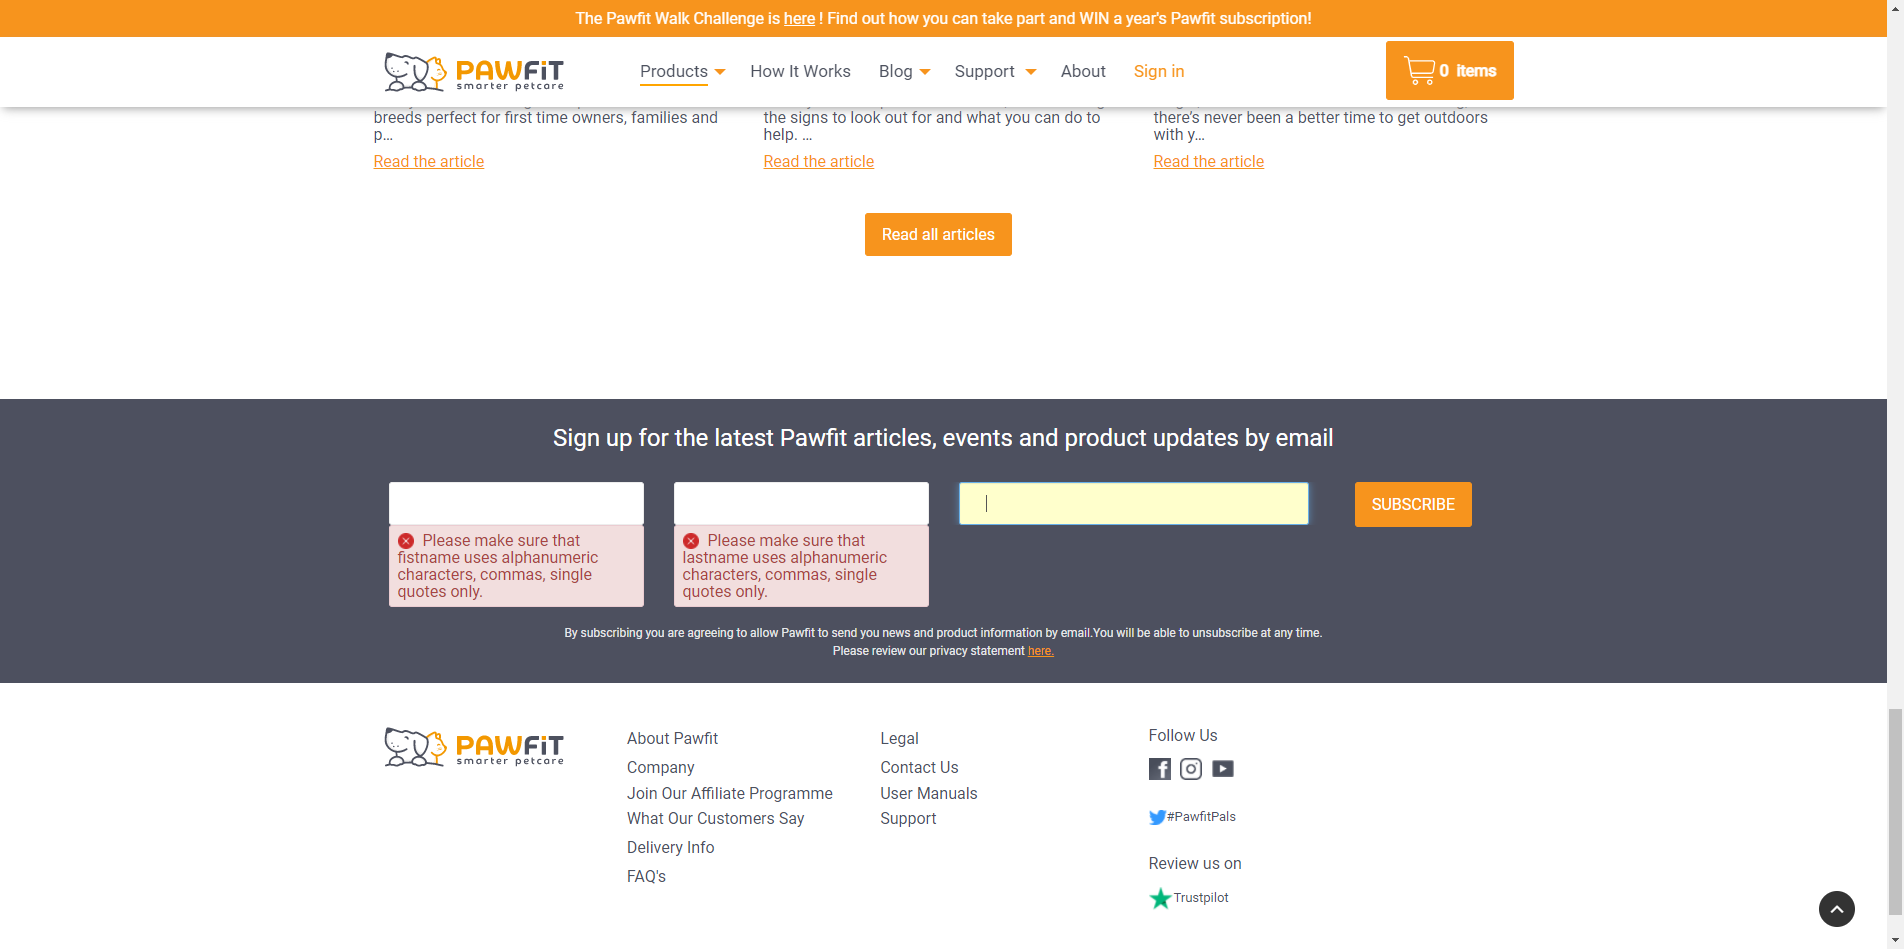 The Pawfit Walk Challenge is here ! Find out how you can take part and WIN a year's Pawfit subscription!
PAWFiT
smarter petcare
Products
How It Works
Blog
Support
About
Sign in
0 items
breeds perfect for first time owners, families and
p...
Read the article
the signs to look out for and what you can do to
help. ...
Read the article
there's never been a better time to get outdoors
with y...
Read the article
Read all articles
Sign up for the latest Pawfit articles, events and product updates by email
SUBSCRIBE
Please make sure that
fistname uses alphanumeric
characters, commas, single
quotes only.
Please make sure that
lastname uses alphanumeric
characters, commas, single
quotes only.
By subscribing you are agreeing to allow Pawfit to send you news and product information by email.You will be able to unsubscribe at any time.
Please review our privacy statement here.
PAWFiT
smarter petcare
About Pawfit
Company
Join Our Affiliate Programme
What Our Customers Say
Delivery Info
FAQ's
Legal
Contact Us
User Manuals
Support
Follow Us
#PawfitPals
Review us on
Trustpilot